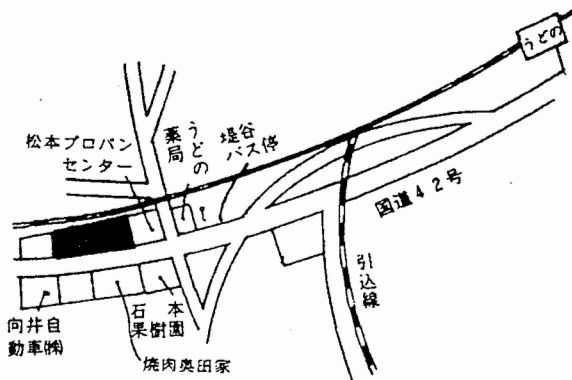 うどの
松本プロパン
センター
うどの
薬局
堤谷
バス停
国道42号
引込線
向井自
動車㈱
石本
果樹園
焼肉奥田家